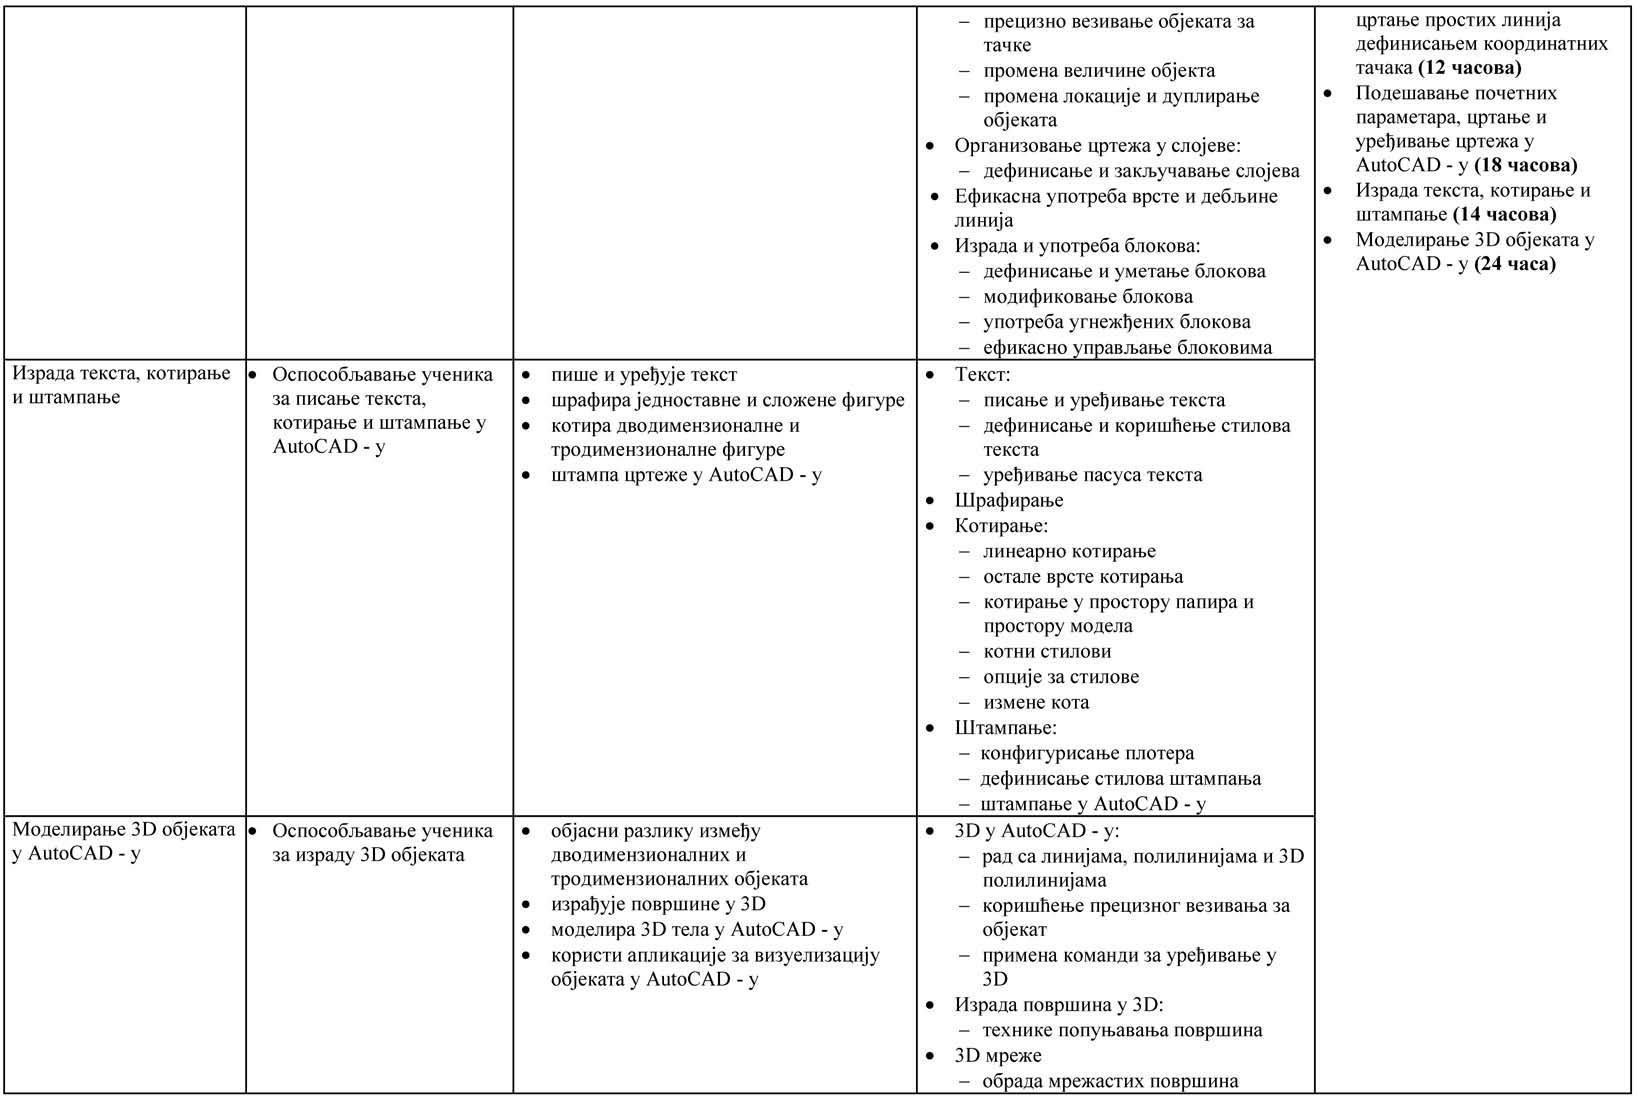 – прецизно везивање објеката за
тачке
– промена величине објекта
– промена локације и дуплирање
објеката
• Организовање цртежа у слојеве:
– дефинисање и закључавање слојева
• Ефикасна употреба врсте и дебљине
линија
• Израда и употреба блокова:
– дефинисање и уметање блокова
– модификовање блокова
– употреба угнежђених блокова
– ефикасно управљање блоковима
цртање простих линија
дефинисањем координатних
тачака (12 часова)
• Подешавање почетних
параметара, цртање и
уређивање цртежа у
AutoCAD - у (18 часова)
• Израда текста, котирање и
штампање (14 часова)
• Моделирање 3D објеката у
AutoCAD - у (24 часа)
Израда текста, котирање
и штампање
• Оспособљавање ученика
за писање текста,
котирање и штампање у
AutoCAD - у
• пише и уређује текст
• шрафира једноставне и сложене фигуре
• котира дводимензионалне и
тродимензионалне фигуре
• штампа цртеже у AutoCAD - у
• Текст:
– писање и уређивање текста
– дефинисање и коришћење стилова
текста
– уређивање пасуса текста
• Шрафирање
• Котирање:
– линеарно котирање
– остале врсте котирања
– котирање у простору папира и
простору модела
– котни стилови
– опције за стилове
– измене кота
• Штампање:
– конфигурисање плотера
– дефинисање стилова штампања
– штампање у AutoCAD - у
Моделирање 3D објеката
у AutoCAD - у
• Оспособљавање ученика
за израду 3D објеката
• објасни разлику између
дводимензионалних и
тродимензионалних објеката
• израђује површине у 3D
• моделира 3D тела у AutoCAD - у
• користи апликације за визуелизацију
објеката у AutoCAD - у
• 3D у AutoCAD - у:
– рад са линијама, полилинијама и 3D
полилинијама
– коришћење прецизног везивања за
објекат
– примена команди за уређивање у
3D
• Израда површина у 3D:
– технике попуњавања површина
• 3D мреже
– обрада мрежастих површина